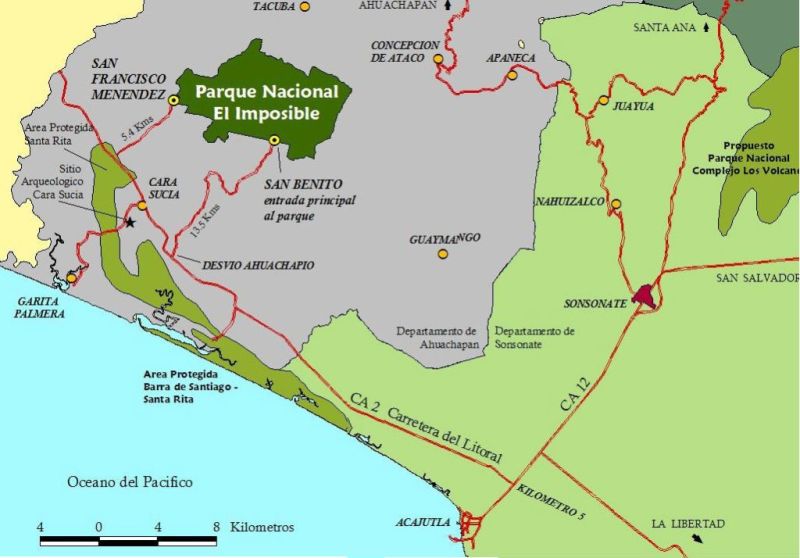 TACUBA
AHUACHAPAN
SANTA ANA
CONCEPCION
DE ATACO
APANECA
SAN
FRANCISCO
MENENDEZ
Parque Nacional
El Imposible
JUAYUA
Area Protegida
Santa Rita
5.4 Kms
Propuesto
Parque Nacional
Complejo Los Volcane
Sitio
Arqueologico
Cara Sucia
CARA
SUCIA
SAN BENITO
entrada principal
al parque
13.5 Kms
NAHUIZALCO
GUAYMANGO
DESVIO AHUACHAPIO
SAN SALVADOR
GARITA
PALMERA
SONSONATE
Departamento de
Ahuachapan
Departamento de
Sonsonate
Area Protegida
Barra de Santiago -
Santa Rita
CA 12
CA 2 Carretera del Litoral
Oceano del Pacifico
KILOMETRO 5
ACAJUTLA
LA LIBERTAD
4 0 4 8 Kilometros